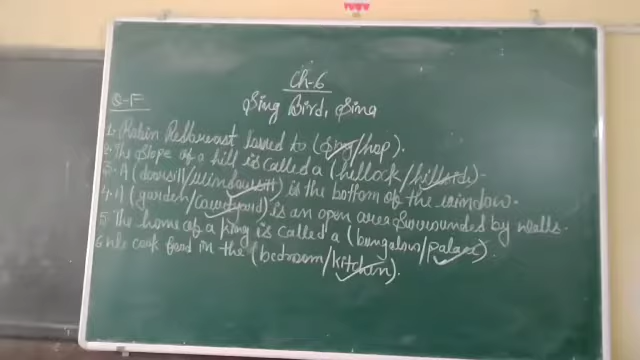 Ch-6
Sing Bird, Sing
Q-F
1. Robin Redbreast loved to (sing/hop).
2. The slope of a hill is called a (hillock/hillside).
3. A (doorsill/windowsill) is the bottom of the window.
4. A (garden/courtyard) is an open area surrounded by walls.
5. The home of a king is called a (bungalow/palace).
6 We cook food in the (bedroom/kitchen).